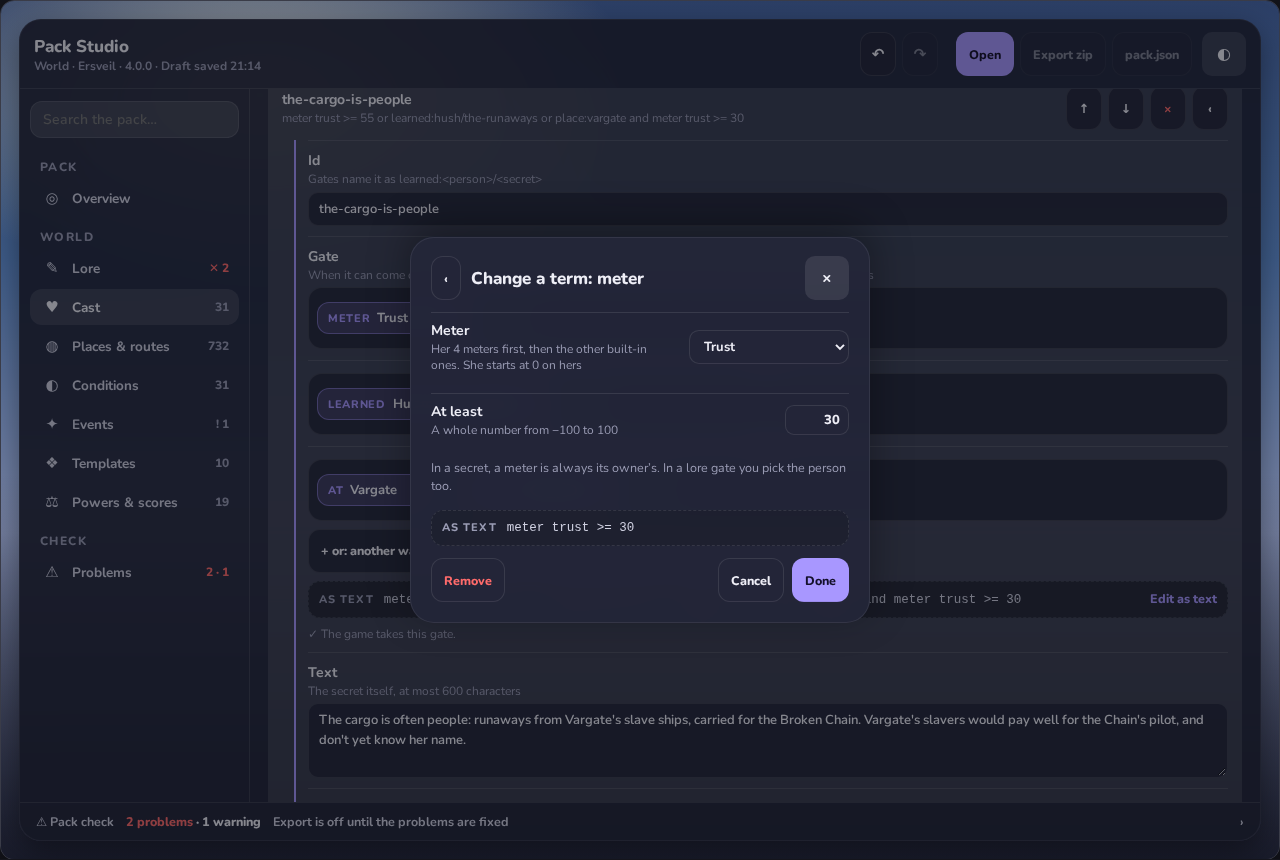 Pack Studio
World · Ersveil · 4.0.0 · Draft saved 21:14
Open
Export zip
pack.json
Search the pack...
PACK
Overview
WORLD
Lore × 2
Cast 31
Places & routes 732
Conditions 31
Events ! 1
Templates 10
Powers & scores 19
CHECK
Problems 2 · 1
the-cargo-is-people
meter trust >= 55 or learned:hush/the-runaways or place:vargate and meter trust >= 30
Id
Gates name it as learned:<person>/<secret>
the-cargo-is-people
Gate
When it can come
METER Trust
LEARNED Hu
AT Vargate
+ or: another wa
AS TEXT mete
nd meter trust >= 30
Edit as text
✓ The game takes this gate.
Text
The secret itself, at most 600 characters
The cargo is often people: runaways from Vargate's slave ships, carried for the Broken Chain. Vargate's slavers would pay well for the Chain's pilot, and
don't yet know her name.
Change a term: meter
×
Meter
Her 4 meters first, then the other built-in
ones. She starts at 0 on hers
Trust
At least
A whole number from −100 to 100
30
In a secret, a meter is always its owner's. In a lore gate you pick the person
too.
AS TEXT meter trust >= 30
Remove
Cancel
Done
⚠ Pack check 2 problems · 1 warning Export is off until the problems are fixed